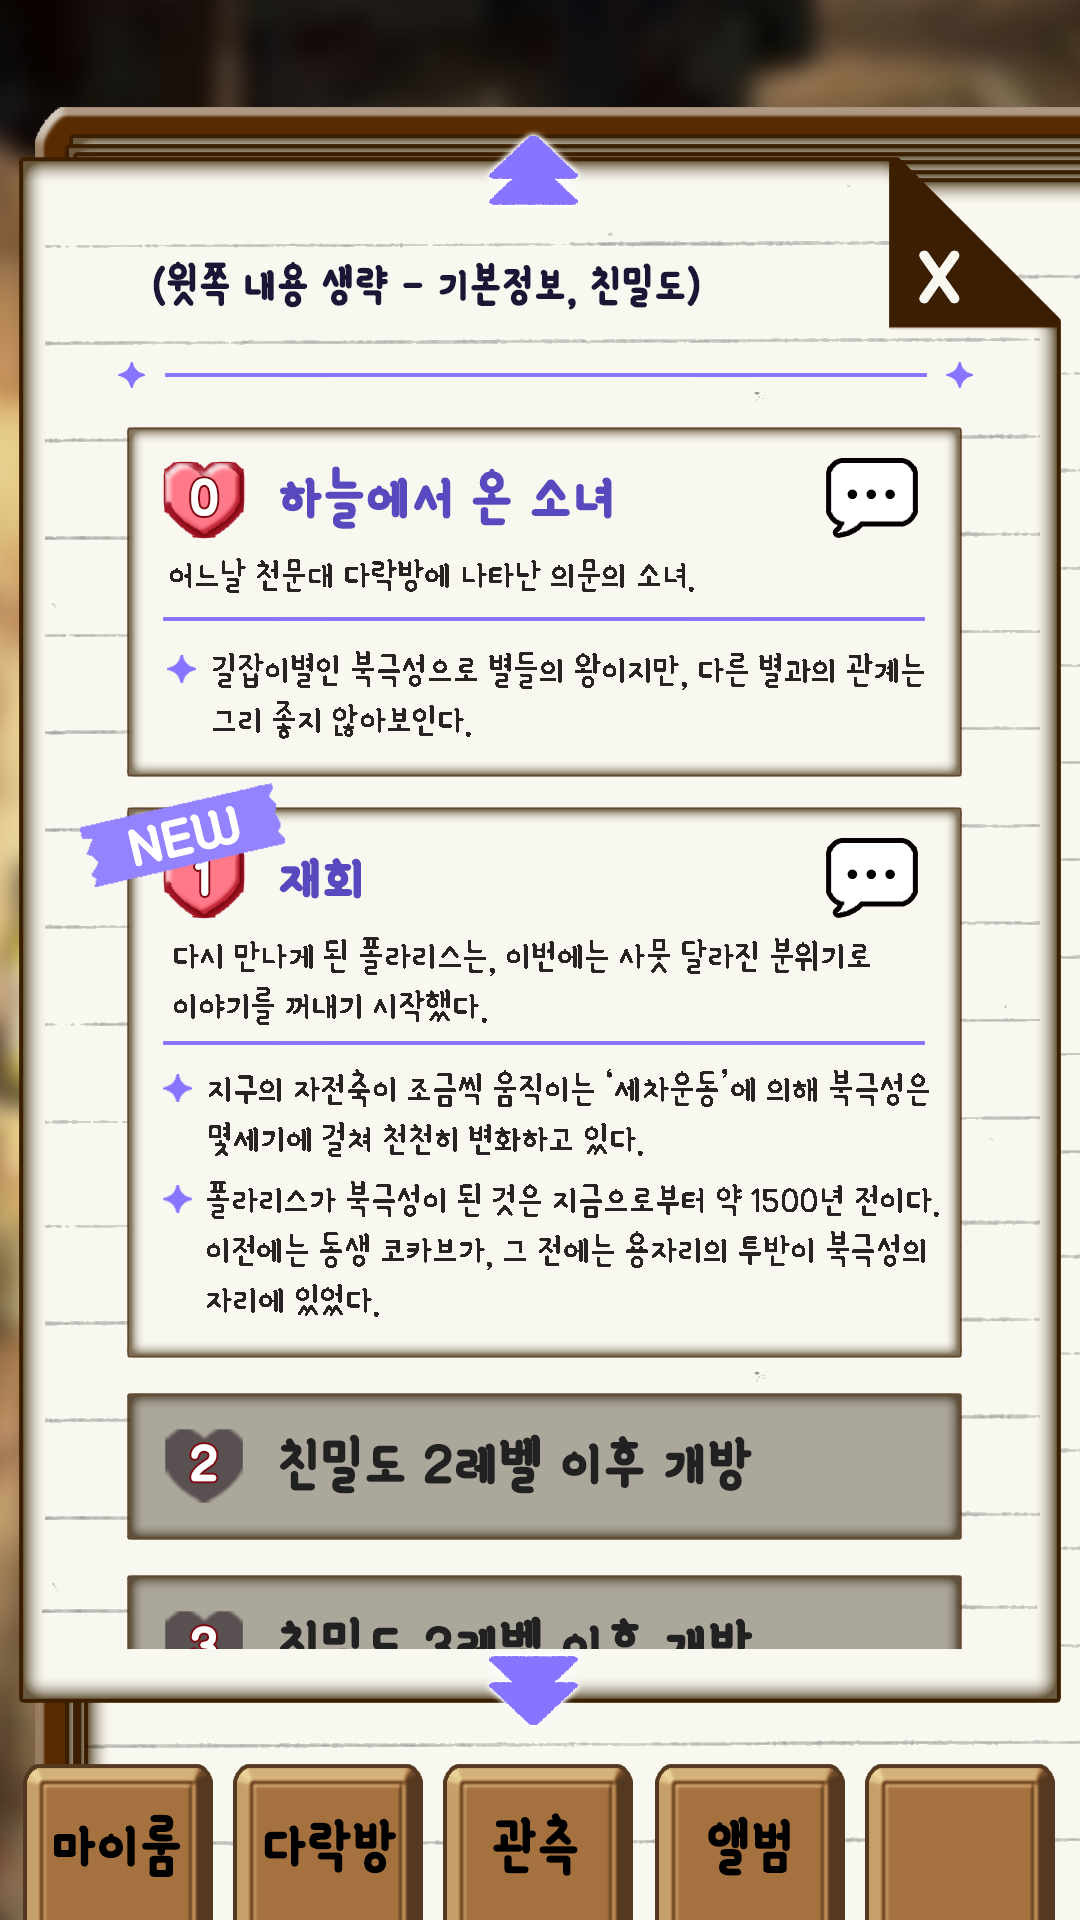 (윗쪽 내용 생략 - 기본정보, 친밀도)
X
0 하늘에서 온 소녀
어느날 천문대 다락방에 나타난 의문의 소녀.
길잡이별인 북극성으로 별들의 왕이지만, 다른 별과의 관계는
그리 좋지 않아보인다.
NEW
1 재회
다시 만나게 된 폴라리스는, 이번에는 사뭇 달라진 분위기로
이야기를 꺼내기 시작했다.
지구의 자전축이 조금씩 움직이는 ‘세차운동’에 의해 북극성은
몇세기에 걸쳐 천천히 변화하고 있다.
폴라리스가 북극성이 된 것은 지금으로부터 약 1500년 전이다.
이전에는 동생 코카브가, 그 전에는 용자리의 투반이 북극성의
자리에 있었다.
2 친밀도 2레벨 이후 개방
3 친밀도 3레벨 이후 개방
마이룸 다락방 관측 앨범